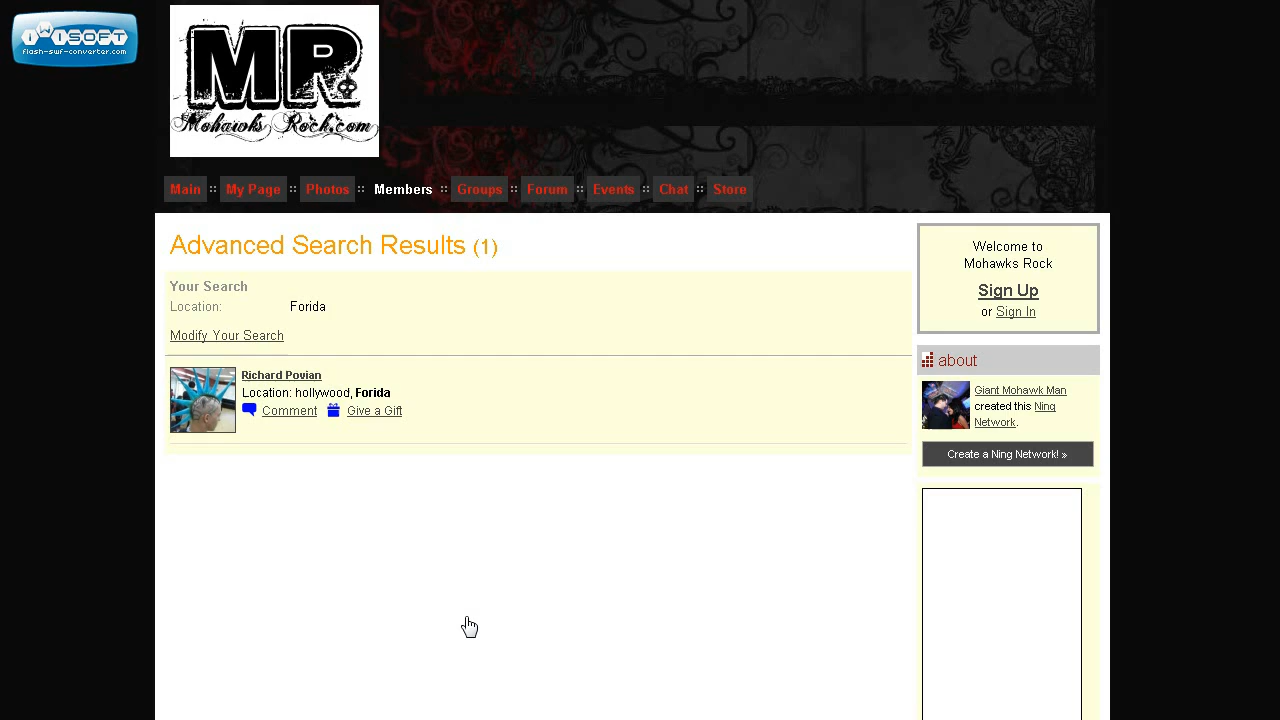 iWiSOFT
flash-swf-converter.com
MR
Mohawks Rock.com
Main :: My Page :: Photos :: Members :: Groups :: Forum :: Events :: Chat :: Store
Advanced Search Results (1)
Your Search
Location: Forida
Modify Your Search
Richard Povian
Location: hollywood, Forida
Comment Give a Gift
Welcome to
Mohawks Rock
Sign Up
or Sign In
about
Giant Mohawk Man
created this Ning
Network.
Create a Ning Network! »